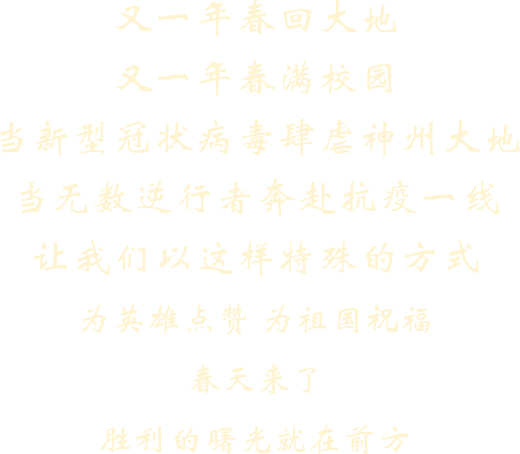 又一年春回大地
又一年春满校园
当新型冠状病毒肆虐神州大地
当无数逆行者奔赴抗疫一线
让我们以这样特殊的方式
为英雄点赞 为祖国祝福
春天来了
胜利的曙光就在前方